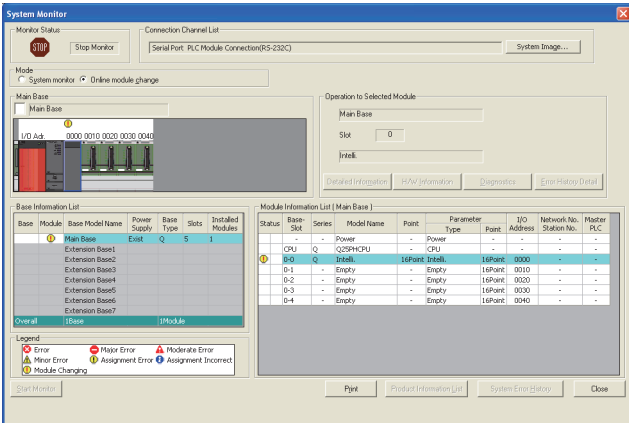 System Monitor
Monitor Status
STOP
Stop Monitor
Connection Channel List
Serial Port PLC Module Connection(RS-232C)
System Image...
Mode
System monitor Online module change
Main Base
Main Base
I/O Adr. 0000 0010 0020 0030 0040
Operation to Selected Module
Main Base
Slot 0
Intelli.
Detailed Information H/W Information Diagnostics Error History Detail
Base Information List
Base Module Base Model Name Power Supply Base Type Slots Installed Modules
Main Base Exist Q 5 1
Extension Base1
Extension Base2
Extension Base3
Extension Base4
Extension Base5
Extension Base6
Extension Base7
Overall 1Base 1Module
Module Information List ( Main Base )
Status Base-Slot Series Model Name Point Parameter Type Point I/O Address Network No. Station No. Master PLC
- - Power - Power - - - -
CPU Q Q25PHCPU - CPU - - - -
0-0 Q Intelli. 16Point Intelli. 16Point 0000 - -
0-1 - Empty - Empty 16Point 0010 - -
0-2 - Empty - Empty 16Point 0020 - -
0-3 - Empty - Empty 16Point 0030 - -
0-4 - Empty - Empty 16Point 0040 - -
Legend
Error Major Error Moderate Error
Minor Error Assignment Error Assignment Incorrect
Module Changing
Start Monitor Print Product Information List System Error History Close